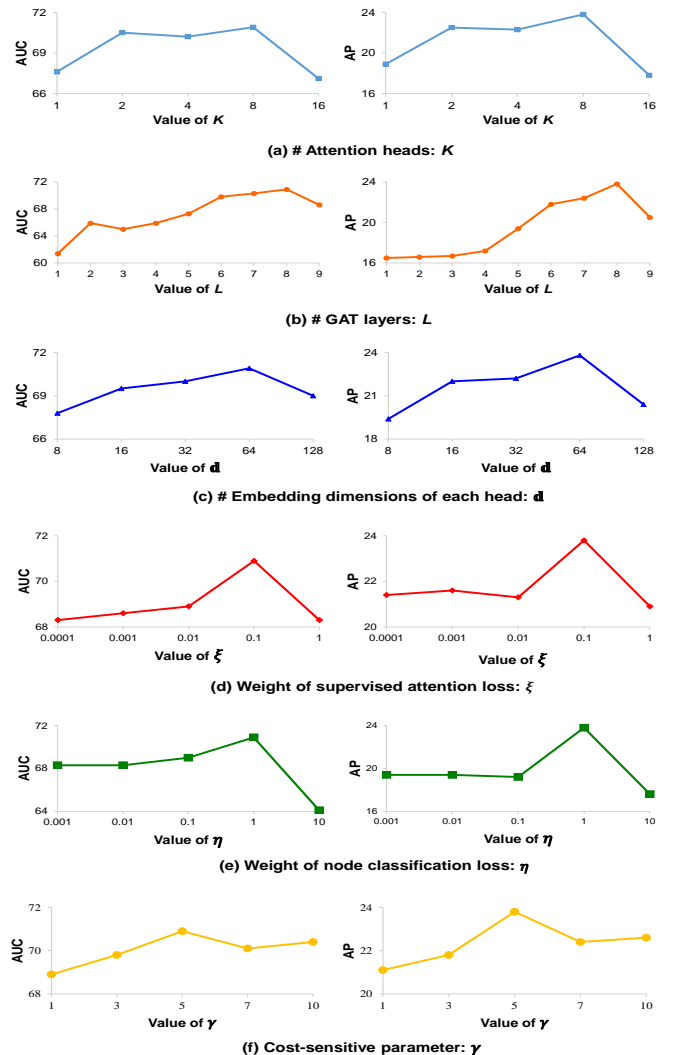 72
69
66
AUC
1 2 4 8 16
Value of K
24
20
16
AP
1 2 4 8 16
Value of K
(a) # Attention heads: K
72
68
64
60
AUC
1 2 3 4 5 6 7 8 9
Value of L
24
20
16
AP
1 2 3 4 5 6 7 8 9
Value of L
(b) # GAT layers: L
72
69
66
AUC
8 16 32 64 128
Value of d
24
21
18
AP
8 16 32 64 128
Value of d
(c) # Embedding dimensions of each head: d
72
70
68
AUC
0.0001 0.001 0.01 0.1 1
Value of ξ
24
22
20
AP
0.0001 0.001 0.01 0.1 1
Value of ξ
(d) Weight of supervised attention loss: ξ
72
68
64
AUC
0.001 0.01 0.1 1 10
Value of η
24
20
16
AP
0.001 0.01 0.1 1 10
Value of η
(e) Weight of node classification loss: η
72
70
68
AUC
1 3 5 7 10
Value of γ
24
22
20
AP
1 3 5 7 10
Value of γ
(f) Cost-sensitive parameter: γ